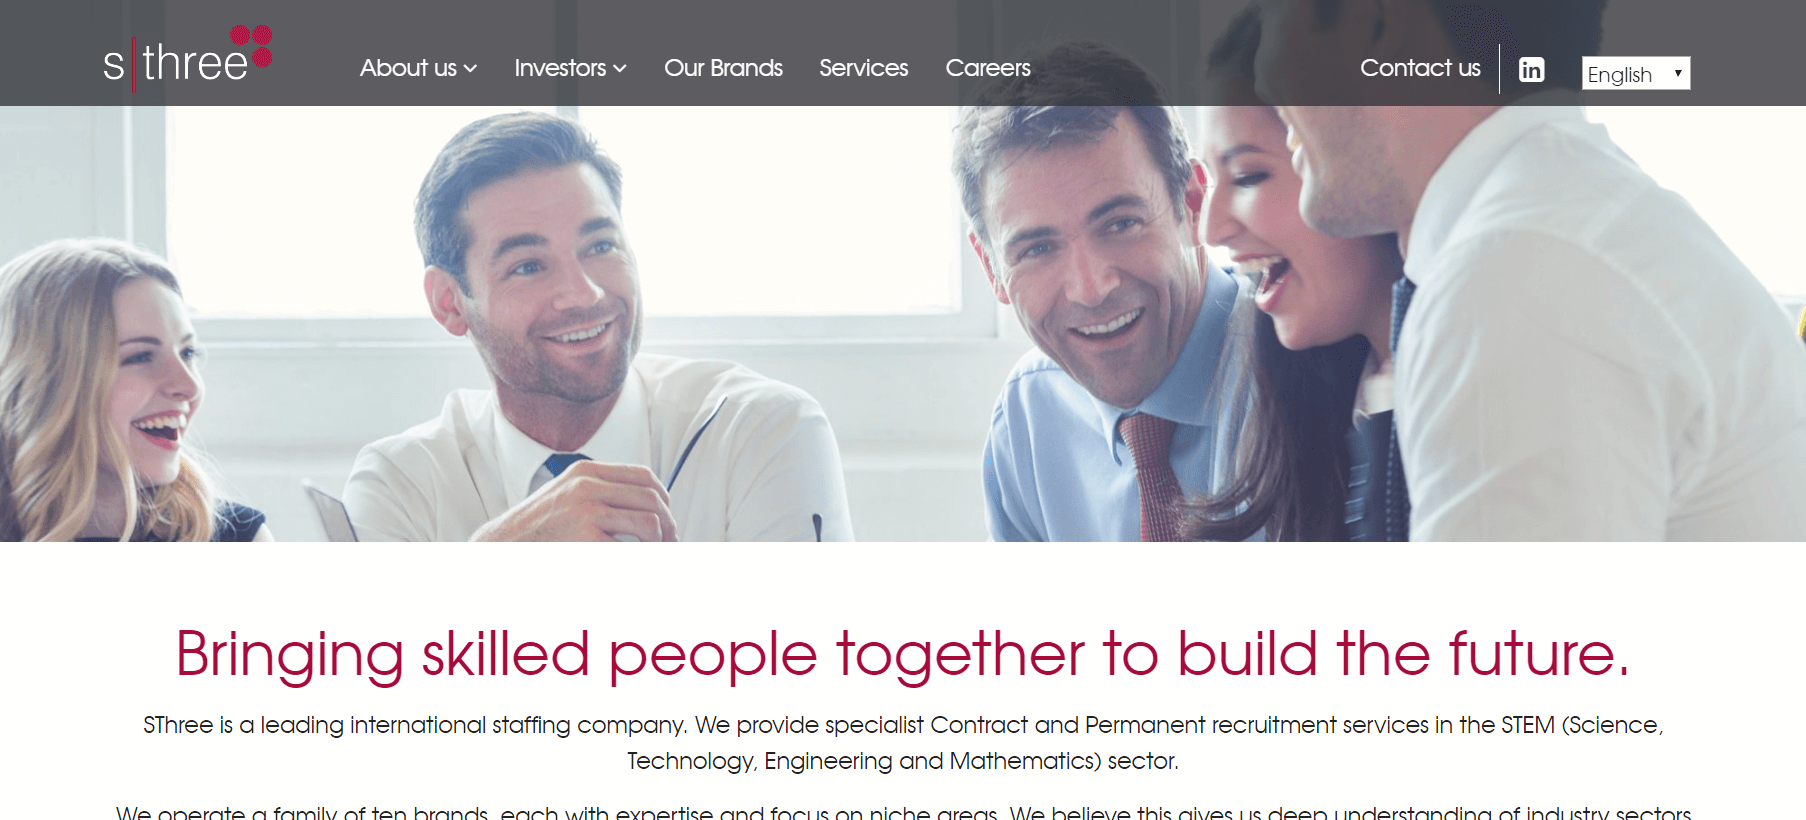 s|three
About us
Investors
Our Brands
Services
Careers
Contact us
in
English
Bringing skilled people together to build the future.
SThree is a leading international staffing company. We provide specialist Contract and Permanent recruitment services in the STEM (Science,
Technology, Engineering and Mathematics) sector.
We operate a family of ten brands, each with expertise and focus on niche areas. We believe this gives us deep understanding of industry sectors